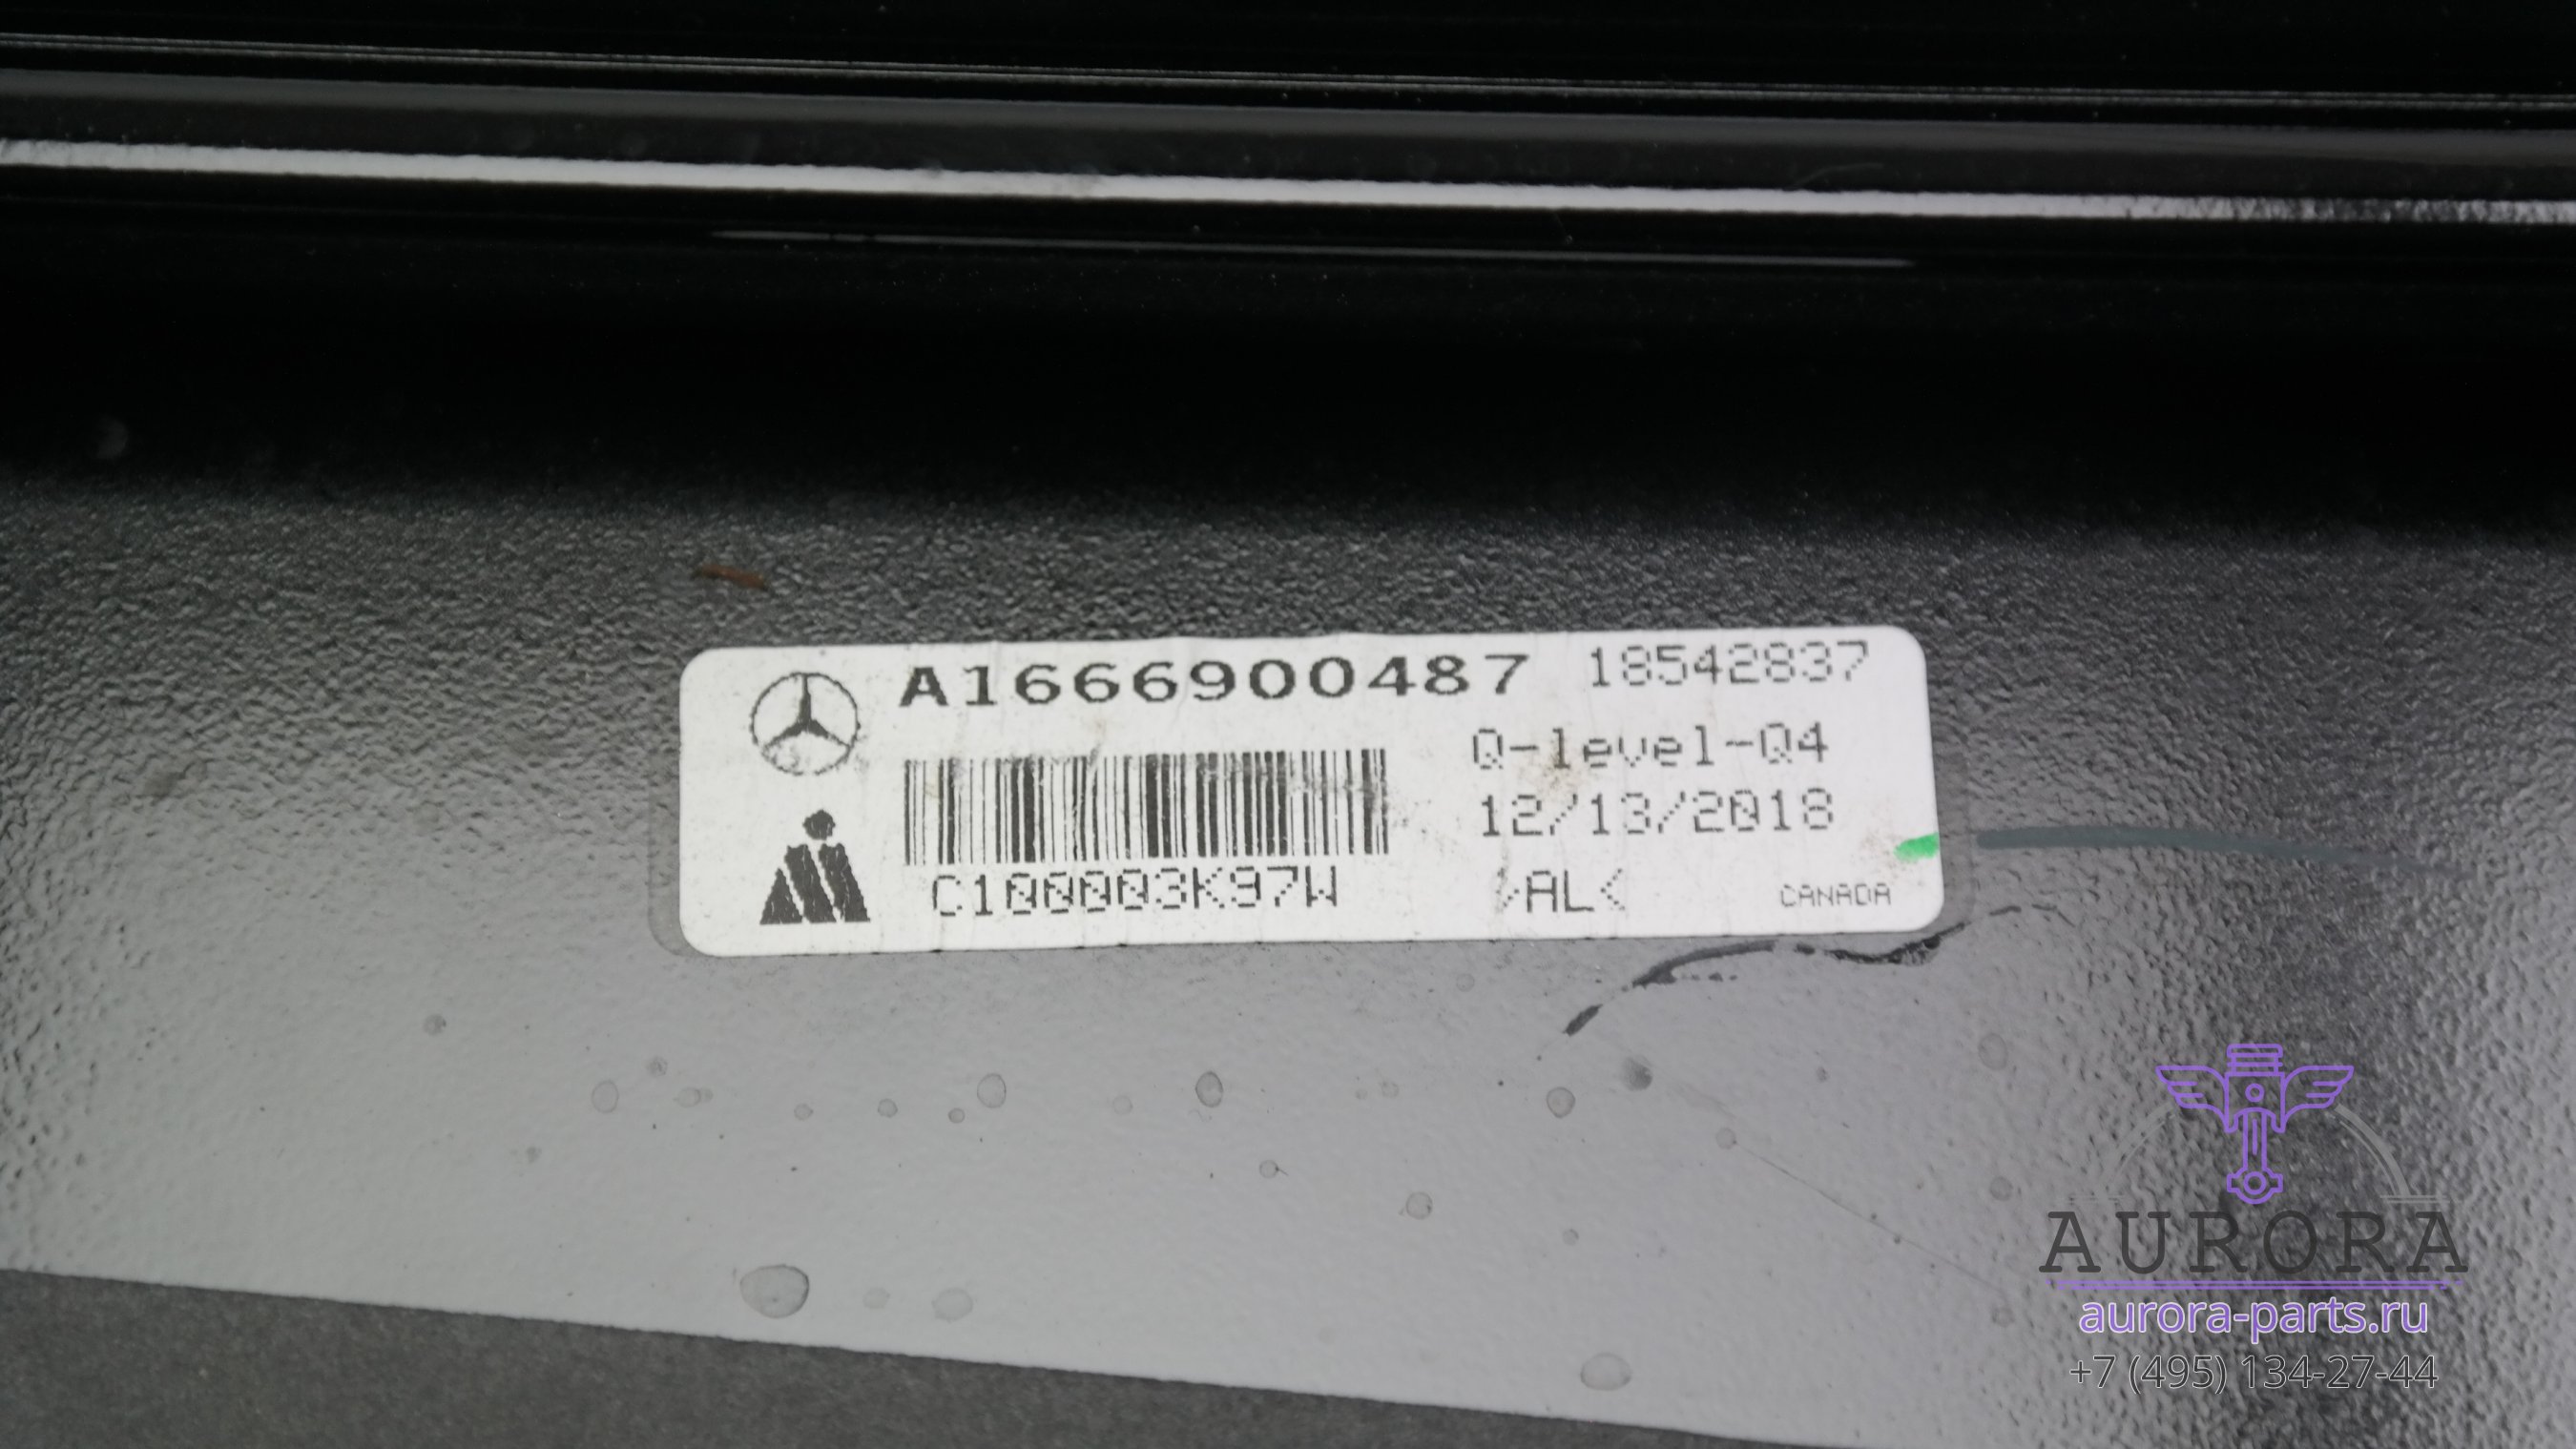 A1666900487 18542837
Q-level-Q4
12/13/2018
C100003K97W >AL< CANADA
AURORA
aurora-parts.ru
+7 (495) 134-27-44